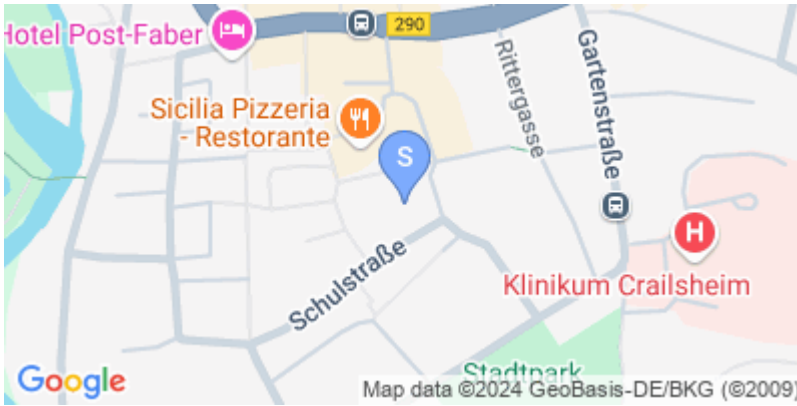 Hotel Post-Faber
290
Rittergasse
Gartenstraße
Sicilia Pizzeria
- Restorante
S
H
Klinikum Crailsheim
Schulstraße
Stadtpark
Google
Map data ©2024 GeoBasis-DE/BKG (©2009)